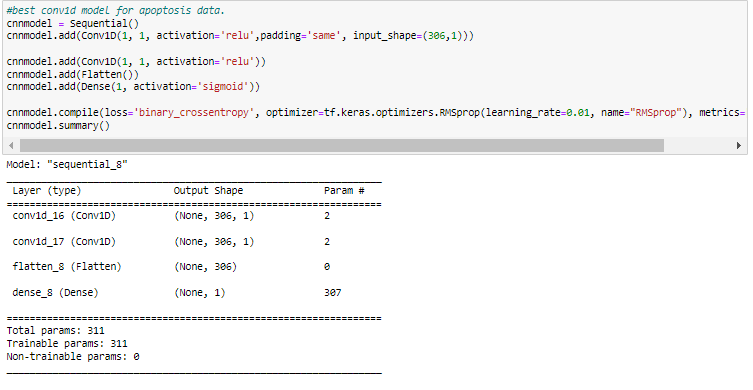 #best conv1d model for apoptosis data.
cnnmodel = Sequential()
cnnmodel.add(Conv1D(1, 1, activation='relu',padding='same', input_shape=(306,1)))
cnnmodel.add(Conv1D(1, 1, activation='relu'))
cnnmodel.add(Flatten())
cnnmodel.add(Dense(1, activation='sigmoid'))
cnnmodel.compile(loss='binary_crossentropy', optimizer=tf.keras.optimizers.RMSprop(learning_rate=0.01, name="RMSprop"), metrics=
cnnmodel.summary()
Model: "sequential_8"
Layer (type) Output Shape Param #
conv1d_16 (Conv1D) (None, 306, 1) 2
conv1d_17 (Conv1D) (None, 306, 1) 2
flatten_8 (Flatten) (None, 306) 0
dense_8 (Dense) (None, 1) 307
Total params: 311
Trainable params: 311
Non-trainable params: 0